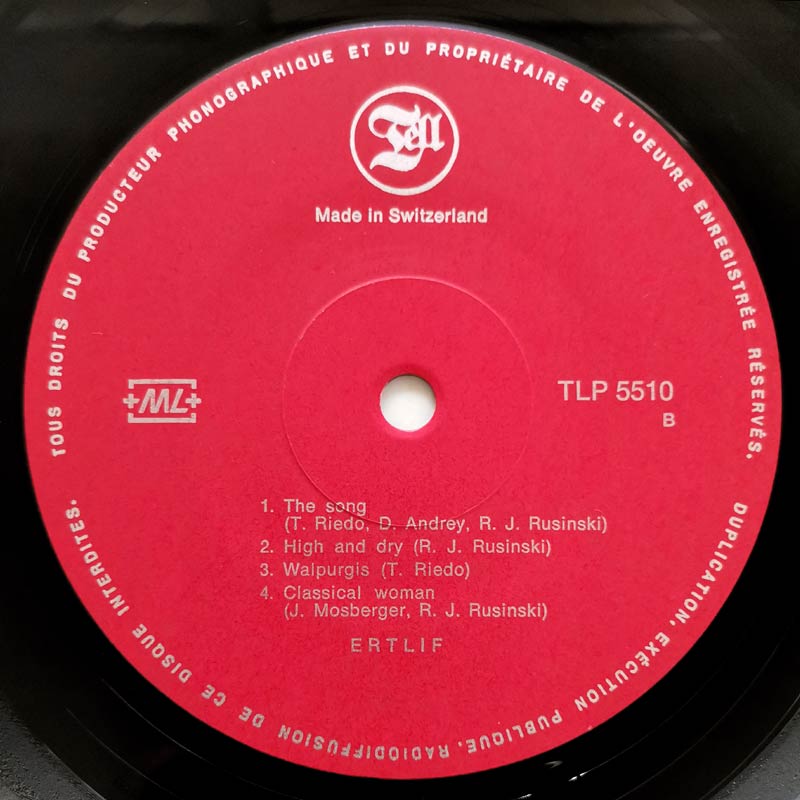 TOUS DROITS DU PRODUCTEUR PHONOGRAPHIQUE ET DU PROPRIÉTAIRE DE L'OEUVRE ENREGISTRÉE RÉSERVÉS. DUPLICATION, EXÉCUTION PUBLIQUE, RADIODIFFUSION DE CE DISQUE INTERDITES.
Tell
Made in Switzerland
+ML+
TLP 5510
B
1. The song
(T. Riedo, D. Andrey, R. J. Rusinski)
2. High and dry (R. J. Rusinski)
3. Walpurgis (T. Riedo)
4. Classical woman
(J. Mosberger, R. J. Rusinski)
ERTLIF